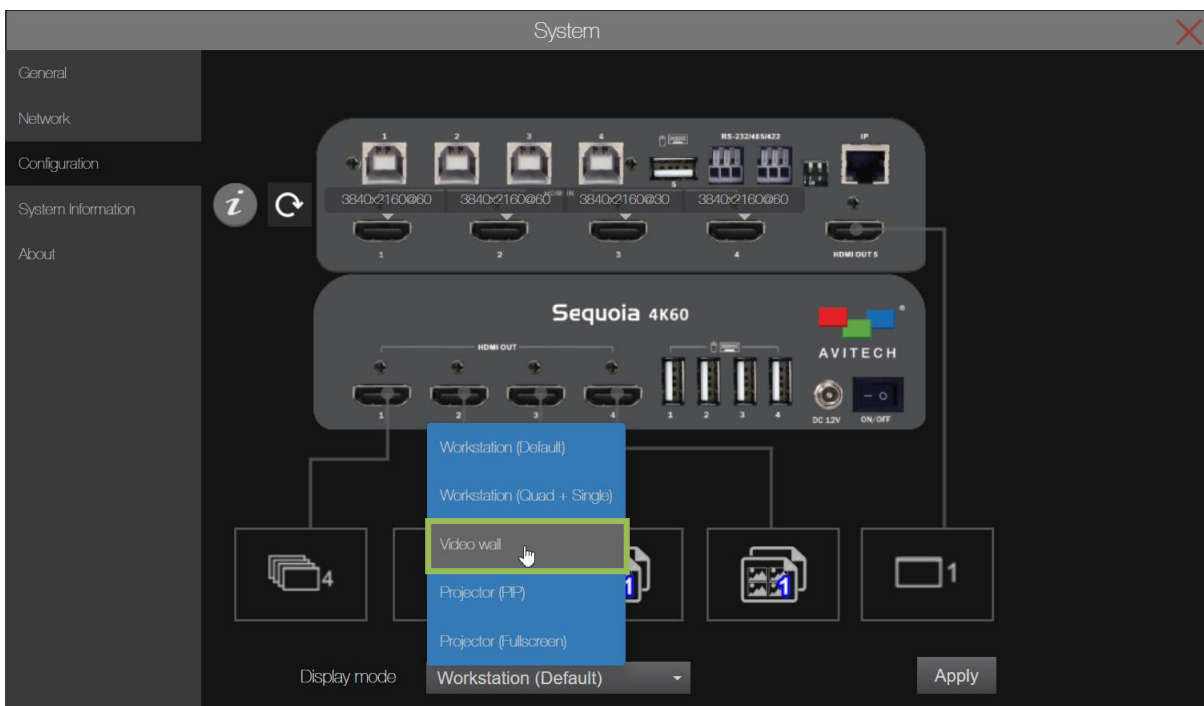 System
General
Network
Configuration
System Information
About
1 2 3 4 RS-232/485/422 IP
5
HDMI IN
3840x2160@60 3840x2160@60 3840x2160@30 3840x2160@60
1 2 3 4 HDMI OUT 5
Sequoia 4K60
AVITECH
HDMI OUT
1 2 3 4 1 2 3 4 DC 12V ON/OFF
Workstation (Default)
Workstation (Quad + Single)
Video wall
Projector (PIP)
Projector (Fullscreen)
4 1 1 1
Display mode Workstation (Default) Apply